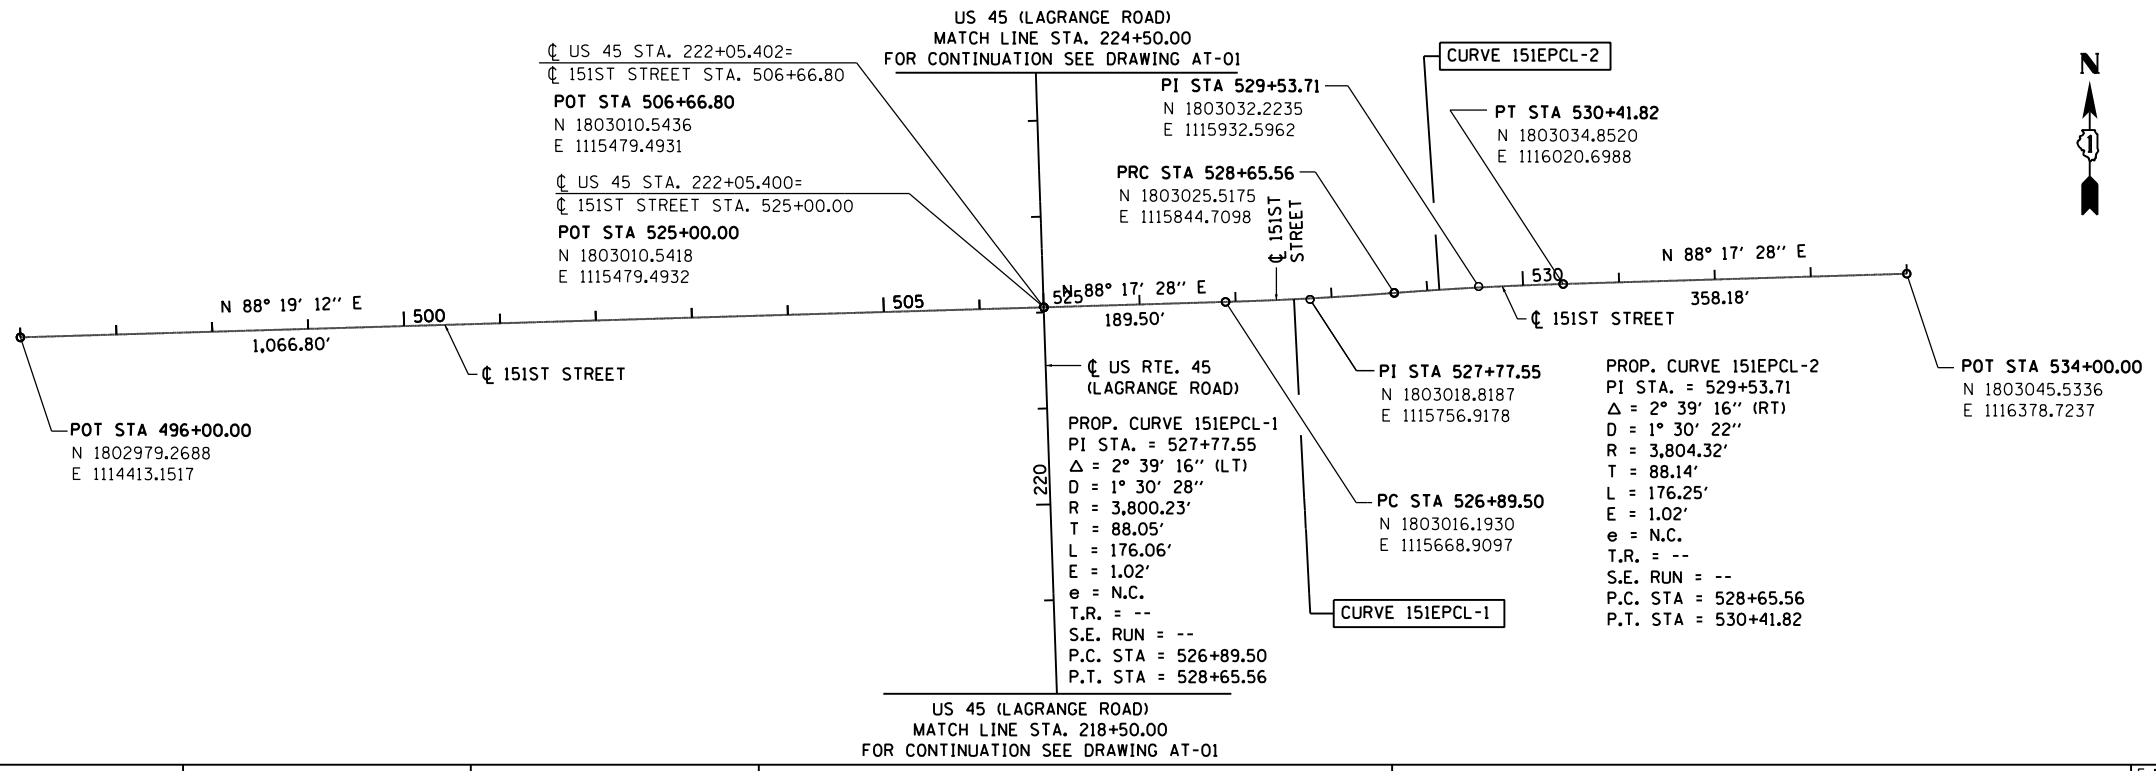 US 45 (LAGRANGE ROAD)
MATCH LINE STA. 224+50.00
FOR CONTINUATION SEE DRAWING AT-01
℄ US 45 STA. 222+05.402=
℄ 151ST STREET STA. 506+66.80
POT STA 506+66.80
N 1803010.5436
E 1115479.4931
℄ US 45 STA. 222+05.400=
℄ 151ST STREET STA. 525+00.00
POT STA 525+00.00
N 1803010.5418
E 1115479.4932
PI STA 529+53.71
N 1803032.2235
E 1115932.5962
PRC STA 528+65.56
N 1803025.5175
E 1115844.7098
℄ 151ST
STREET
CURVE 151EPCL-2
PT STA 530+41.82
N 1803034.8520
E 1116020.6988
N
1
N 88° 19' 12'' E
1,066.80'
500
505
525
N 88° 17' 28'' E
189.50'
530
N 88° 17' 28'' E
358.18'
℄ 151ST STREET
℄ 151ST STREET
POT STA 496+00.00
N 1802979.2688
E 1114413.1517
℄ US RTE. 45
(LAGRANGE ROAD)
220
PROP. CURVE 151EPCL-1
PI STA. = 527+77.55
Δ = 2° 39' 16'' (LT)
D = 1° 30' 28''
R = 3,800.23'
T = 88.05'
L = 176.06'
E = 1.02'
e = N.C.
T.R. = --
S.E. RUN = --
P.C. STA = 526+89.50
P.T. STA = 528+65.56
PI STA 527+77.55
N 1803018.8187
E 1115756.9178
PC STA 526+89.50
N 1803016.1930
E 1115668.9097
CURVE 151EPCL-1
PROP. CURVE 151EPCL-2
PI STA. = 529+53.71
Δ = 2° 39' 16'' (RT)
D = 1° 30' 22''
R = 3,804.32'
T = 88.14'
L = 176.25'
E = 1.02'
e = N.C.
T.R. = --
S.E. RUN = --
P.C. STA = 528+65.56
P.T. STA = 530+41.82
POT STA 534+00.00
N 1803045.5336
E 1116378.7237
US 45 (LAGRANGE ROAD)
MATCH LINE STA. 218+50.00
FOR CONTINUATION SEE DRAWING AT-01